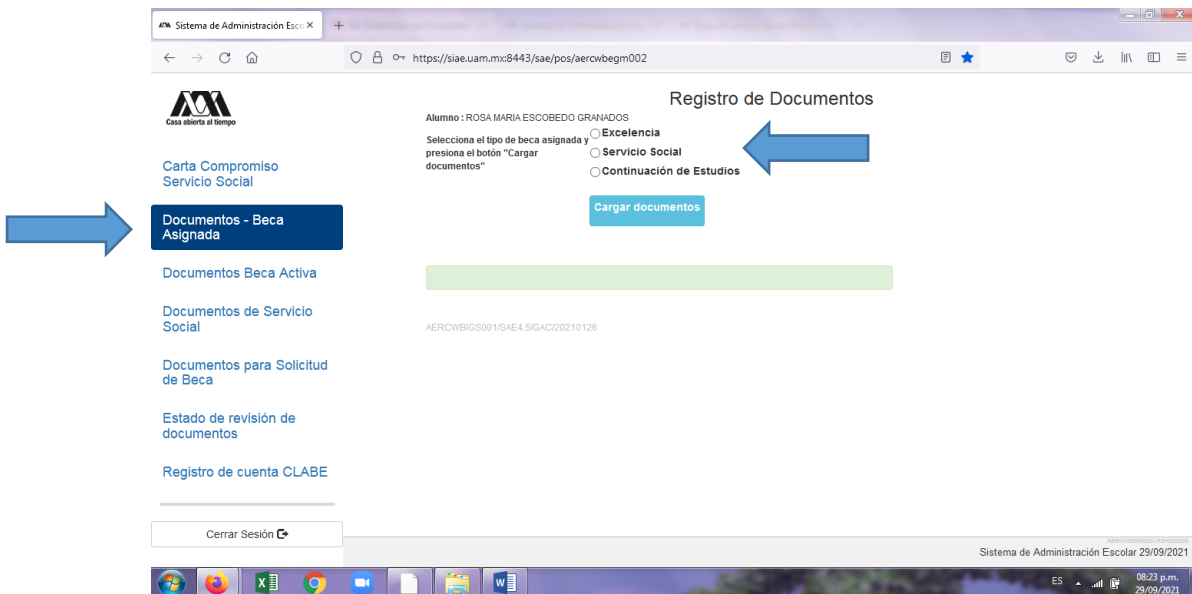 Sistema de Administración Esco
https://siae.uam.mx:8443/sae/pos/aercwbegm002
Casa abierta al tiempo
Carta Compromiso
Servicio Social
Documentos - Beca
Asignada
Documentos Beca Activa
Documentos de Servicio
Social
Documentos para Solicitud
de Beca
Estado de revisión de
documentos
Registro de cuenta CLABE
Cerrar Sesión
Registro de Documentos
Alumno : ROSA MARIA ESCOBEDO GRANADOS
Selecciona el tipo de beca asignada y
presiona el botón "Cargar
documentos"
Excelencia
Servicio Social
Continuación de Estudios
Cargar documentos
AERCWBIGS001/SAE4.5/GAC/20210126
Sistema de Administración Escolar 29/09/2021
ES
08:23 p.m.
29/09/2021